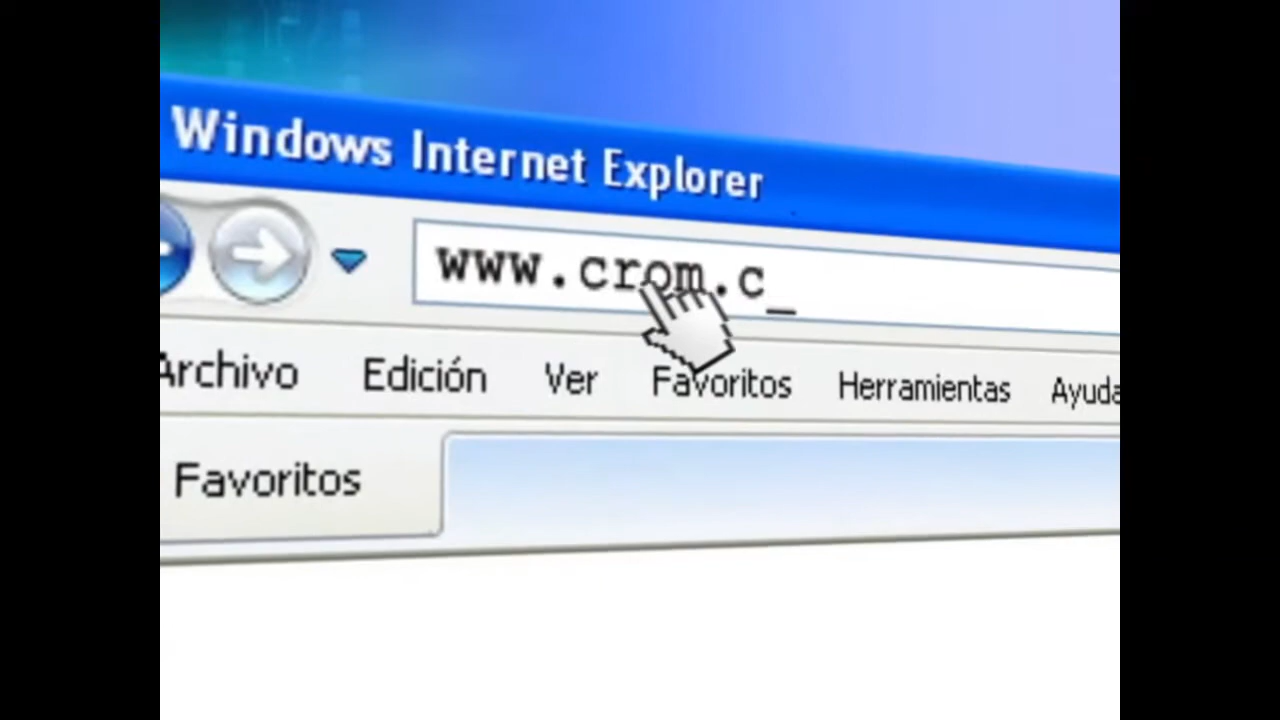 Windows Internet Explorer
www.crom.c_
Archivo Edición Ver Favoritos Herramientas Ayuda
Favoritos